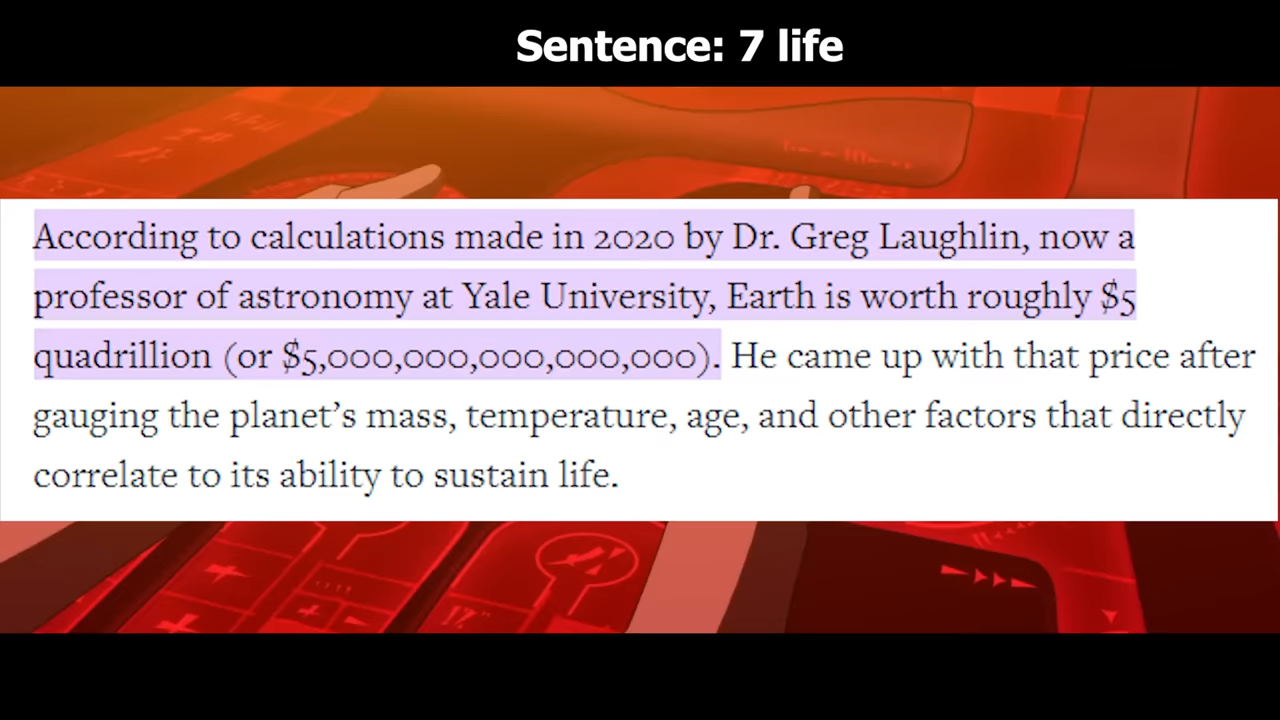 Sentence: 7 life
According to calculations made in 2020 by Dr. Greg Laughlin, now a
professor of astronomy at Yale University, Earth is worth roughly $5
quadrillion (or $5,000,000,000,000,000). He came up with that price after
gauging the planet’s mass, temperature, age, and other factors that directly
correlate to its ability to sustain life.